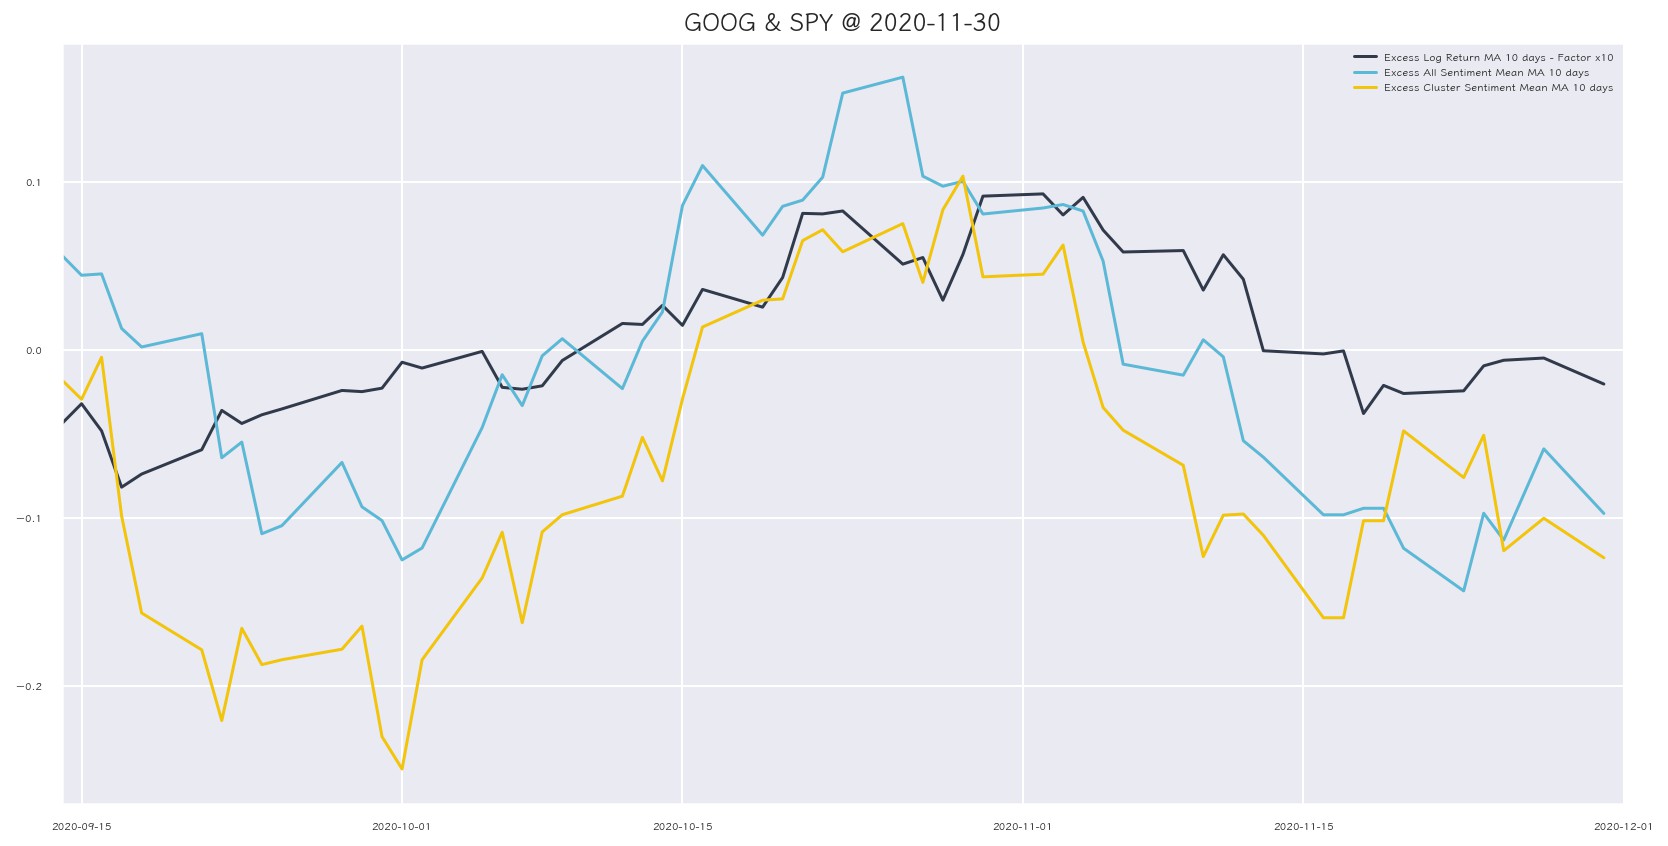 GOOG & SPY @ 2020-11-30
Excess Log Return MA 10 days - Factor x10
Excess All Sentiment Mean MA 10 days
Excess Cluster Sentiment Mean MA 10 days
0.1
0.0
−0.1
−0.2
2020-09-15 2020-10-01 2020-10-15 2020-11-01 2020-11-15 2020-12-01